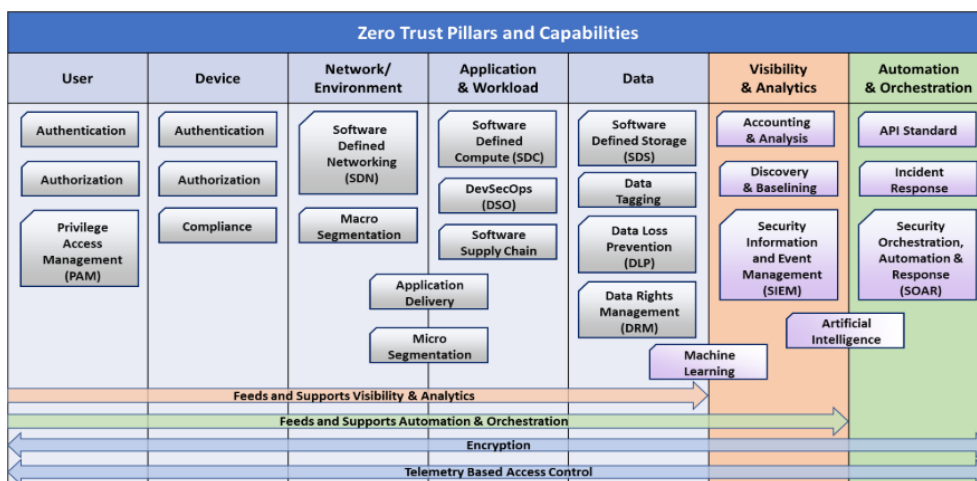 Zero Trust Pillars and Capabilities
User
Device
Network/
Environment
Application
& Workload
Data
Visibility
& Analytics
Automation
& Orchestration
Authentication
Authorization
Privilege
Access
Management
(PAM)
Authentication
Authorization
Compliance
Software
Defined
Networking
(SDN)
Macro
Segmentation
Software
Defined
Compute (SDC)
DevSecOps
(DSO)
Software
Supply Chain
Application
Delivery
Micro
Segmentation
Software
Defined Storage
(SDS)
Data
Tagging
Data Loss
Prevention
(DLP)
Data Rights
Management
(DRM)
Machine
Learning
Accounting
& Analysis
Discovery
& Baselining
Security
Information
and Event
Management
(SIEM)
Artificial
Intelligence
API Standard
Incident
Response
Security
Orchestration,
Automation &
Response
(SOAR)
Feeds and Supports Visibility & Analytics
Feeds and Supports Automation & Orchestration
Encryption
Telemetry Based Access Control